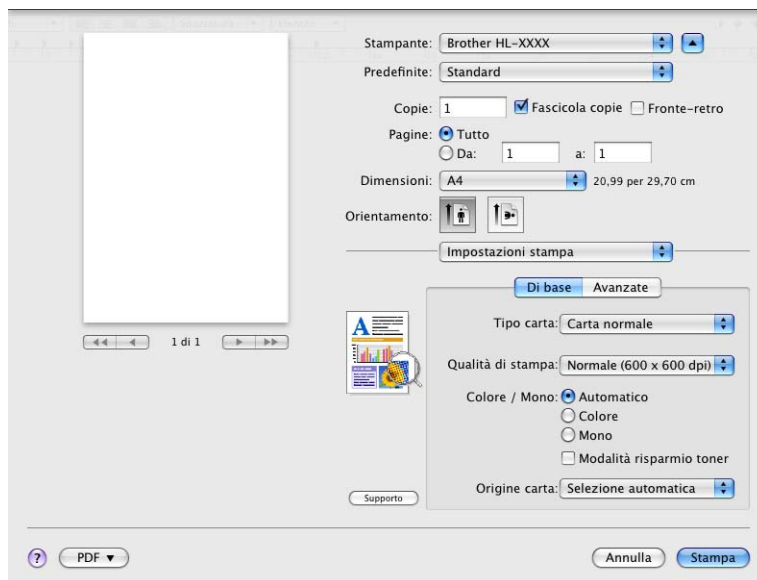 Stampante: Brother HL-XXXX
Predefinite: Standard
Copie: 1 Fascicola copie Fronte-retro
Pagine: Tutto
Da: 1 a: 1
Dimensioni: A4 20,99 per 29,70 cm
Orientamento:
Impostazioni stampa
Di base Avanzate
Tipo carta: Carta normale
Qualità di stampa: Normale (600 x 600 dpi)
Colore / Mono: Automatico
Colore
Mono
Modalità risparmio toner
Origine carta: Selezione automatica
1 di 1
Supporto
? PDF Annulla Stampa